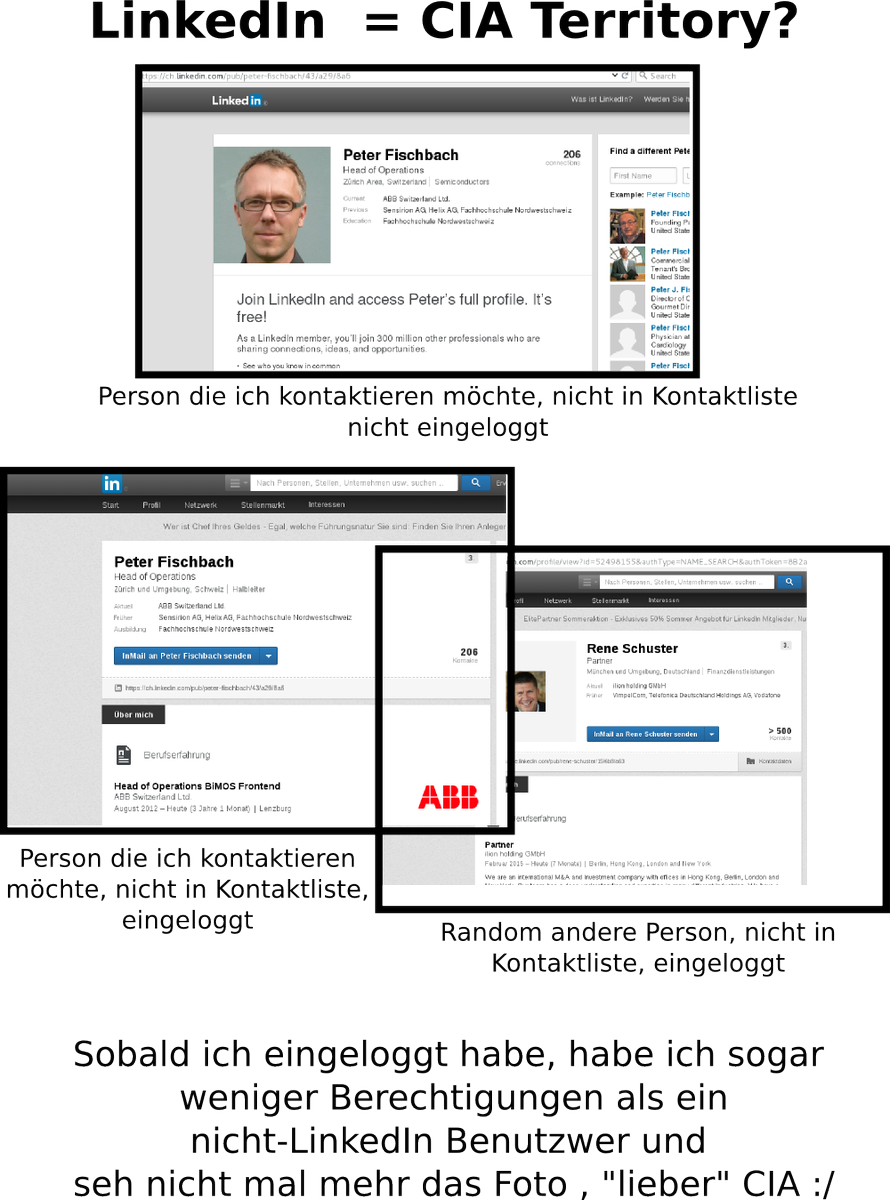 LinkedIn = CIA Territory?
ttps://ch.linkedin.com/pub/peter-fischbach/43/a29/8a6
Search
Linked in
Was ist LinkedIn? Werden Sie
Peter Fischbach
206
connections
Head of Operations
Zürich Area, Switzerland | Semiconductors
Current ABB Switzerland Ltd.
Previous Sensirion AG, Helix AG, Fachhochschule Nordwestschweiz
Education Fachhochschule Nordwestschweiz
Join LinkedIn and access Peter's full profile. It's
free!
As a LinkedIn member, you'll join 300 million other professionals who are
sharing connections, ideas, and opportunities.
• See who you know in common
Find a different Pete
First Name
Example: Peter Fischb
Peter Fisc
Founding P
United State
Peter Fisc
Commercial
Tenant's Bro
United State
Peter J. Fi
Director of C
Gourmet Dir
United State
Peter Fisc
Physician at
Cardiology
United State
Peter Fisc
Person die ich kontaktieren möchte, nicht in Kontaktliste
nicht eingeloggt
in
Nach Personen, Stellen, Unternehmen usw. suchen ...
Start Profil Netzwerk Stellenmarkt Interessen
Wer ist Chef Ihres Geldes - Egal, welche Führungsnatur Sie sind: Finden Sie Ihren Anleger
Peter Fischbach
3.
Head of Operations
Zürich und Umgebung, Schweiz | Halbleiter
Aktuell ABB Switzerland Ltd.
Früher Sensirion AG, Helix AG, Fachhochschule Nordwestschweiz
Ausbildung Fachhochschule Nordwestschweiz
InMail an Peter Fischbach senden
206
Kontakte
https://ch.linkedin.com/pub/peter-fischbach/43/a29/8a6
Über mich
Berufserfahrung
Head of Operations BiMOS Frontend
ABB Switzerland Ltd.
August 2012 – Heute (3 Jahre 1 Monat) | Lenzburg
ABB
.com/profile/view?id=52498155&authType=NAME_SEARCH&authToken=8B2a
Nach Personen, Stellen, Unternehmen usw. suchen ...
ofil Netzwerk Stellenmarkt Interessen
ElitePartner Sommeraktion - Exklusives 50% Sommer Angebot für LinkedIn Mitglieder. Na
Rene Schuster
3.
Partner
München und Umgebung, Deutschland | Finanzdienstleistungen
Aktuell ilion holding GMbH
Früher VimpelCom, Telefonica Deutschland Holdings AG, Vodafone
InMail an Rene Schuster senden
> 500
Kontakte
Kontaktdaten
erufserfahrung
Partner
ilion holding GMbH
Februar 2015 – Heute (7 Monate) | Berlin, Hong Kong, London and New York
We are an international M&A and investment company with offices in Hong Kong, Berlin, London and
Person die ich kontaktieren
möchte, nicht in Kontaktliste,
eingeloggt
Random andere Person, nicht in
Kontaktliste, eingeloggt
Sobald ich eingeloggt habe, habe ich sogar
weniger Berechtigungen als ein
nicht-LinkedIn Benutzwer und
seh nicht mal mehr das Foto , "lieber" CIA :/